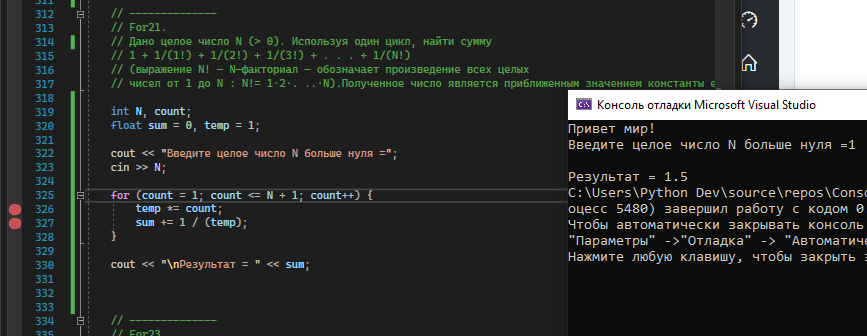 311
312 // --------------
313 // For21.
314 // Дано целое число N (> 0). Используя один цикл, найти сумму
315 // 1 + 1/(1!) + 1/(2!) + 1/(3!) + . . . + 1/(N!)
316 // (выражение N! – N–факториал – обозначает произведение всех целых
317 // чисел от 1 до N : N!= 1·2·. ..·N).Полученное число является приближенным значением константы e
318
319 int N, count;
320 float sum = 0, temp = 1;
321
322 cout << "Введите целое число N больше нуля =";
323 cin >> N;
324
325 for (count = 1; count <= N + 1; count++) {
326 temp *= count;
327 sum += 1 / (temp);
328 }
329
330 cout << "\nРезультат = " << sum;
331
332
333
334 // --------------
335 // For23
Консоль отладки Microsoft Visual Studio
Привет мир!
Введите целое число N больше нуля =1
Результат = 1.5
C:\Users\Python Dev\source\repos\Conso
оцесс 5480) завершил работу с кодом 0
Чтобы автоматически закрывать консоль
"Параметры" ->"Отладка" -> "Автоматиче
Нажмите любую клавишу, чтобы закрыть э